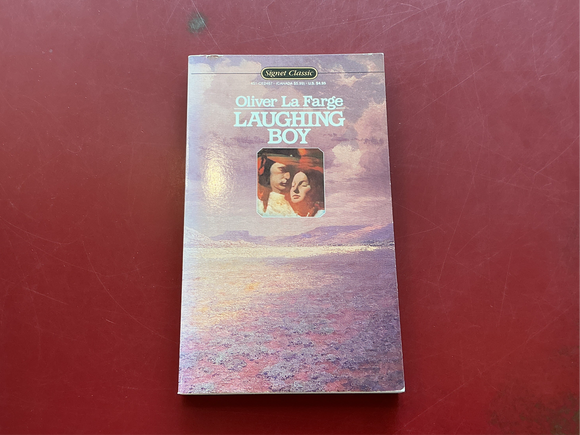 Signet Classic
Oliver La Farge
LAUGHING
BOY